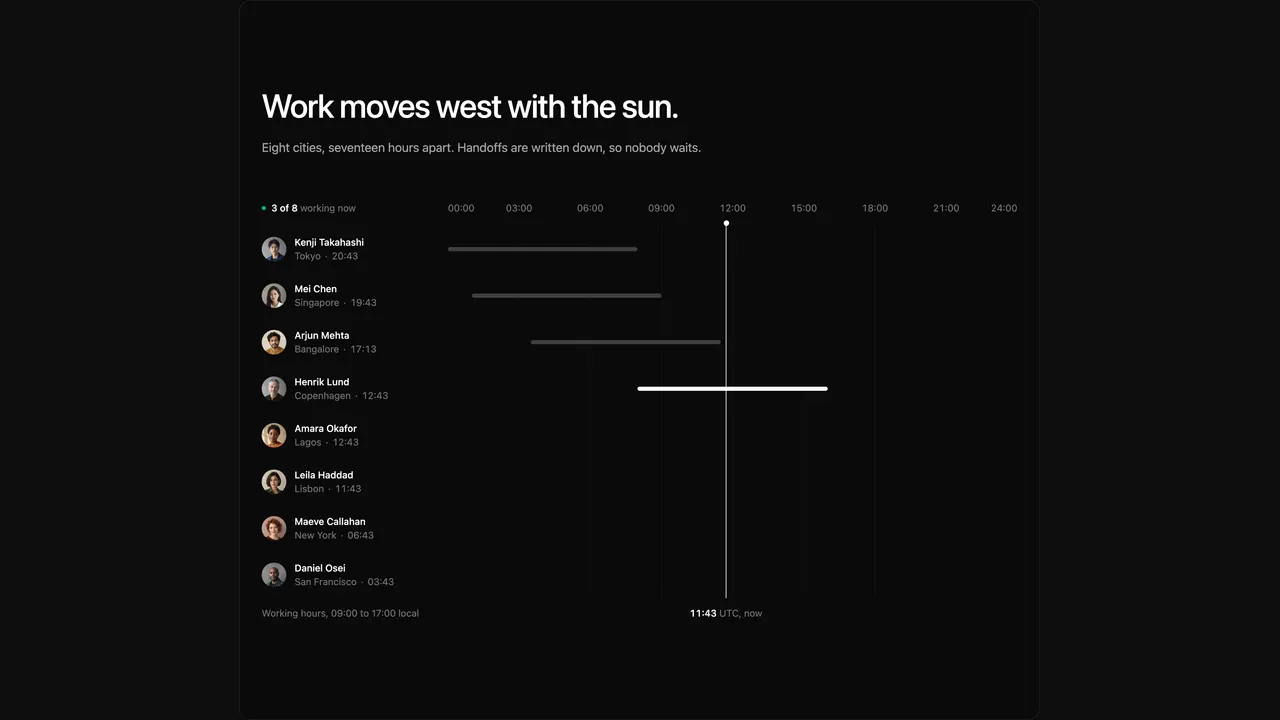 Work moves west with the sun.
Eight cities, seventeen hours apart. Handoffs are written down, so nobody waits.
3 of 8 working now
00:00 03:00 06:00 09:00 12:00 15:00 18:00 21:00 24:00
Kenji Takahashi
Tokyo · 20:43
Mei Chen
Singapore · 19:43
Arjun Mehta
Bangalore · 17:13
Henrik Lund
Copenhagen · 12:43
Amara Okafor
Lagos · 12:43
Leila Haddad
Lisbon · 11:43
Maeve Callahan
New York · 06:43
Daniel Osei
San Francisco · 03:43
Working hours, 09:00 to 17:00 local
11:43 UTC, now